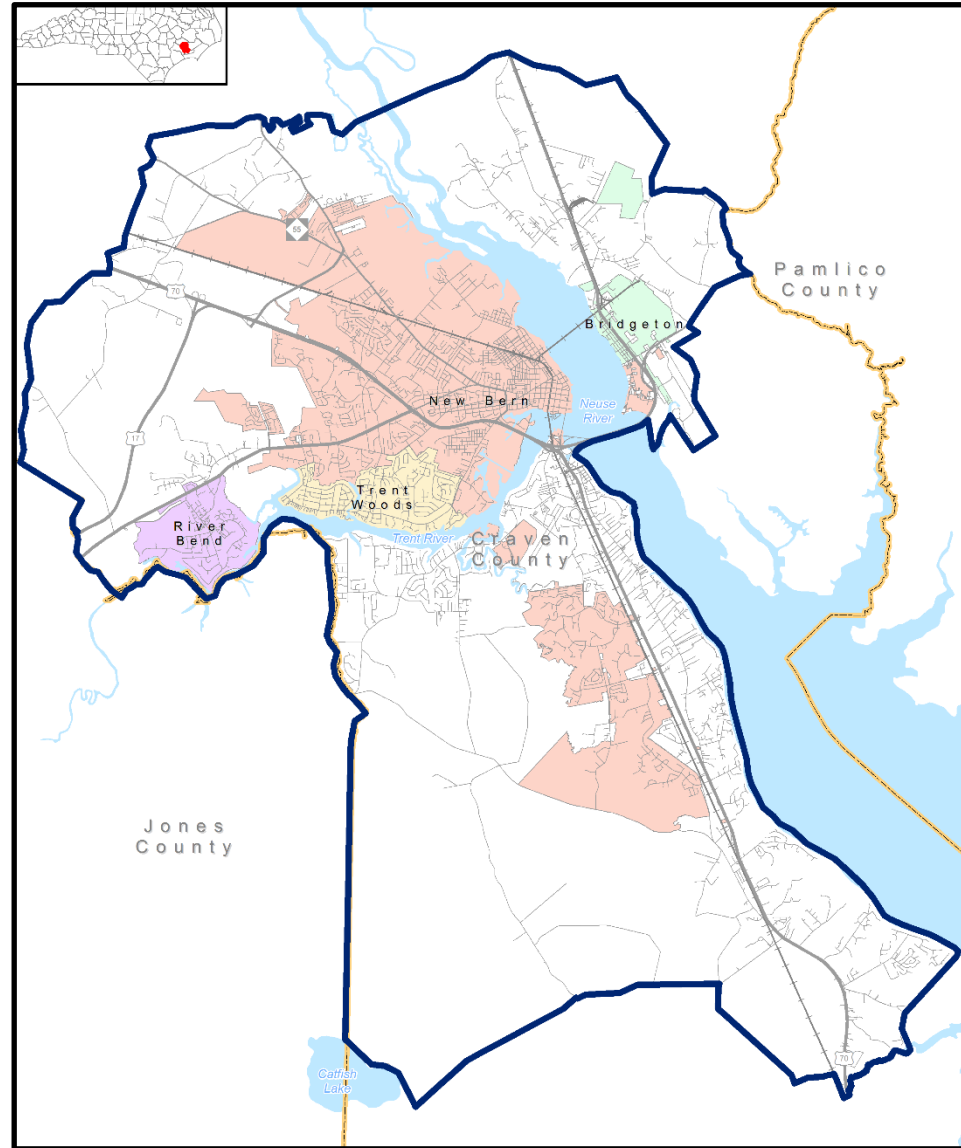 55
Pamlico
County
70
Bridgeton
New Bern
Neuse
River
17
Trent
Woods
River
Bend
Trent River
Craven
County
Jones
County
70
Catfish
Lake